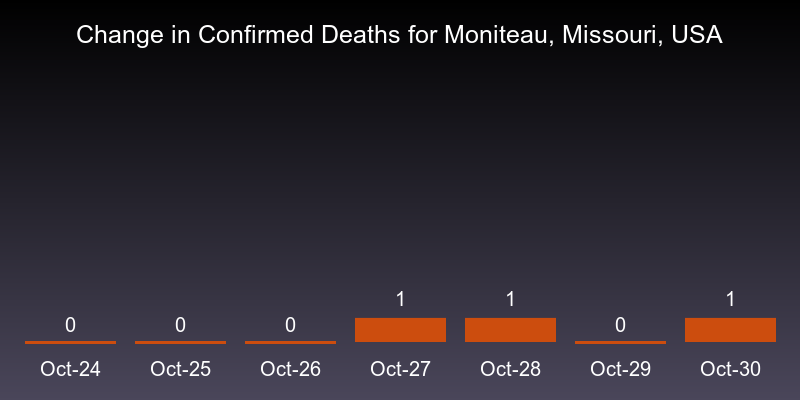 Change in Confirmed Deaths for Moniteau, Missouri, USA
0 0 0 1 1 0 1
Oct-24 Oct-25 Oct-26 Oct-27 Oct-28 Oct-29 Oct-30